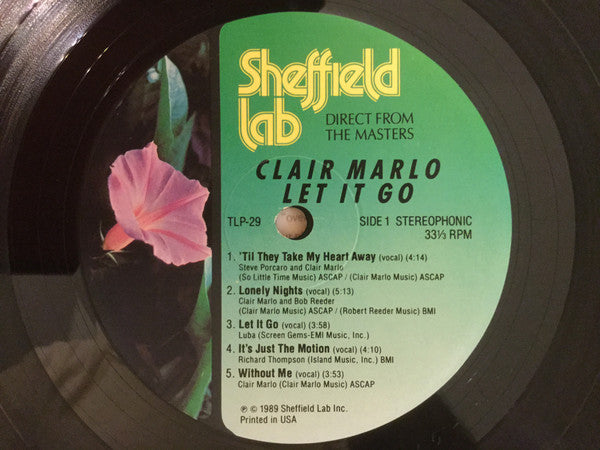 Sheffield
Lab
DIRECT FROM
THE MASTERS
CLAIR MARLO
LET IT GO
TLP-29
SIDE 1 STEREOPHONIC
33⅓ RPM
1. 'Til They Take My Heart Away (vocal) (4:14)
Steve Porcaro and Clair Marlo
(So Little Time Music) ASCAP / (Clair Marlo Music) ASCAP
2. Lonely Nights (vocal) (5:13)
Clair Marlo and Bob Reeder
(Clair Marlo Music) ASCAP / (Robert Reeder Music) BMI
3. Let It Go (vocal) (3:58)
Luba (Screen Gems-EMI Music, Inc.)
4. It's Just The Motion (vocal) (4:10)
Richard Thompson (Island Music, Inc.) BMI
5. Without Me (vocal) (3:53)
Clair Marlo (Clair Marlo Music) ASCAP
℗ © 1989 Sheffield Lab Inc.
Printed in USA